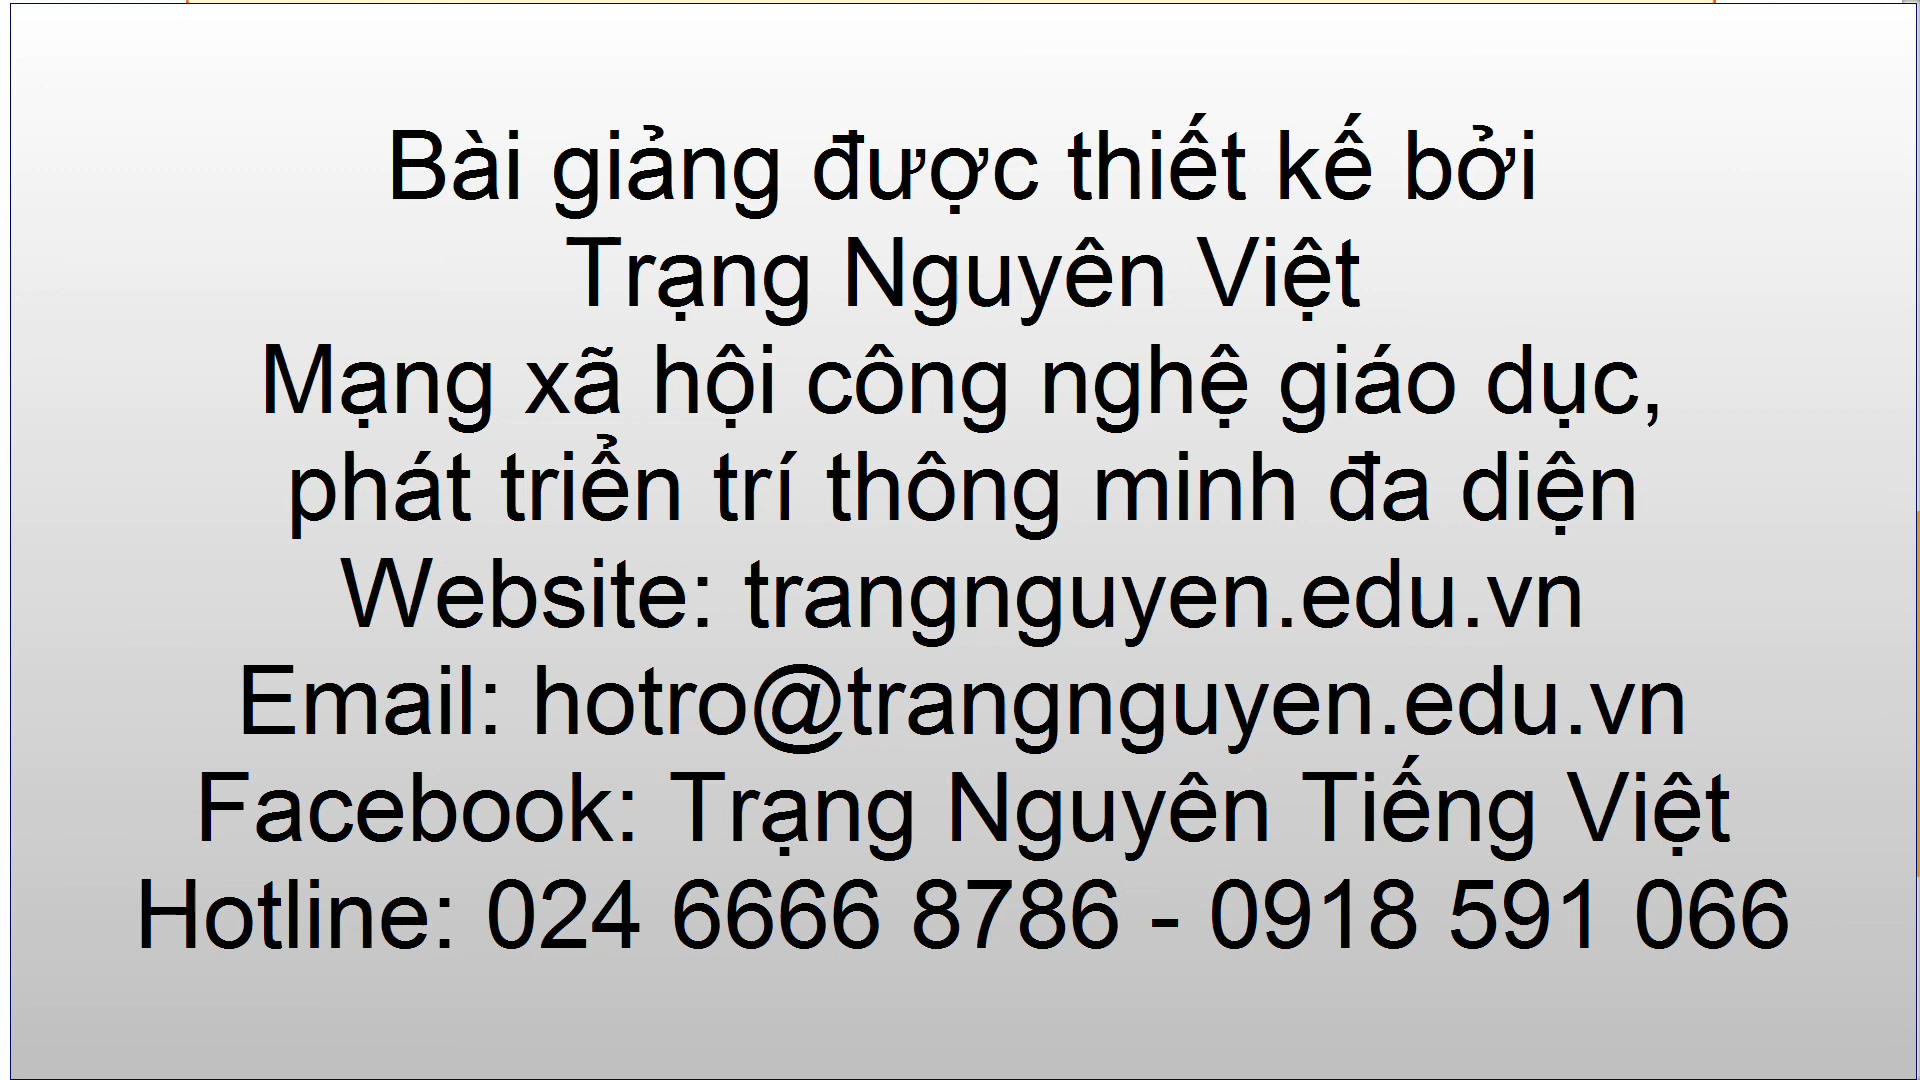 Bài giảng được thiết kế bởi
Trạng Nguyên Việt
Mạng xã hội công nghệ giáo dục,
phát triển trí thông minh đa diện
Website: trangnguyen.edu.vn
Email: hotro@trangnguyen.edu.vn
Facebook: Trạng Nguyên Tiếng Việt
Hotline: 024 6666 8786 - 0918 591 066